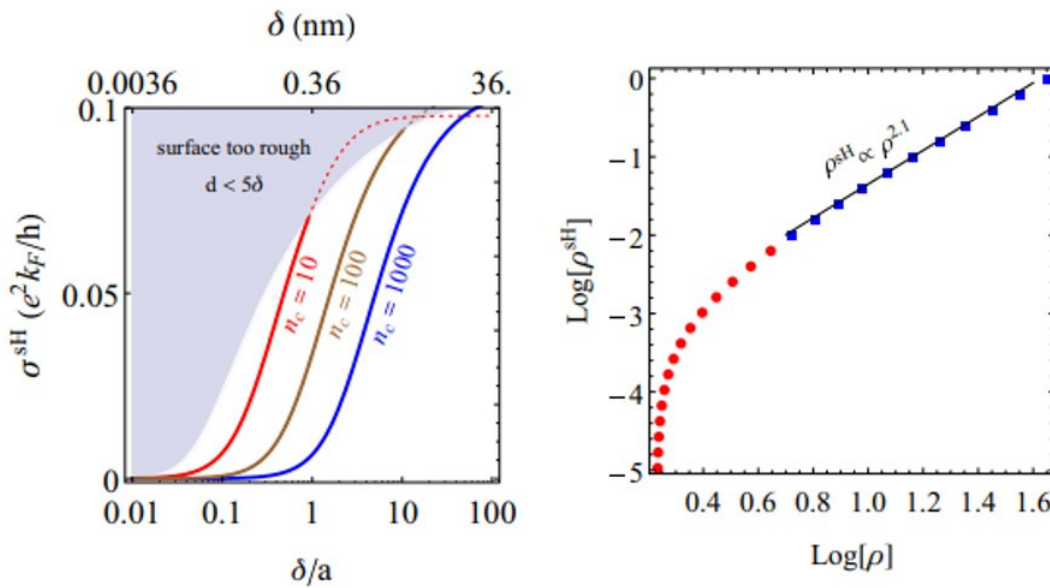 δ (nm)
0.0036 0.36 36.
0.1
0.05
0
surface too rough
d < 5δ
n_c = 10
n_c = 100
n_c = 1000
σ^sH (e²k_F/h)
0.01 0.1 1 10 100
δ/a
0
-1
-2
-3
-4
-5
ρ^sH ∝ ρ^2.1
Log[ρ^sH]
0.4 0.6 0.8 1.0 1.2 1.4 1.6
Log[ρ]